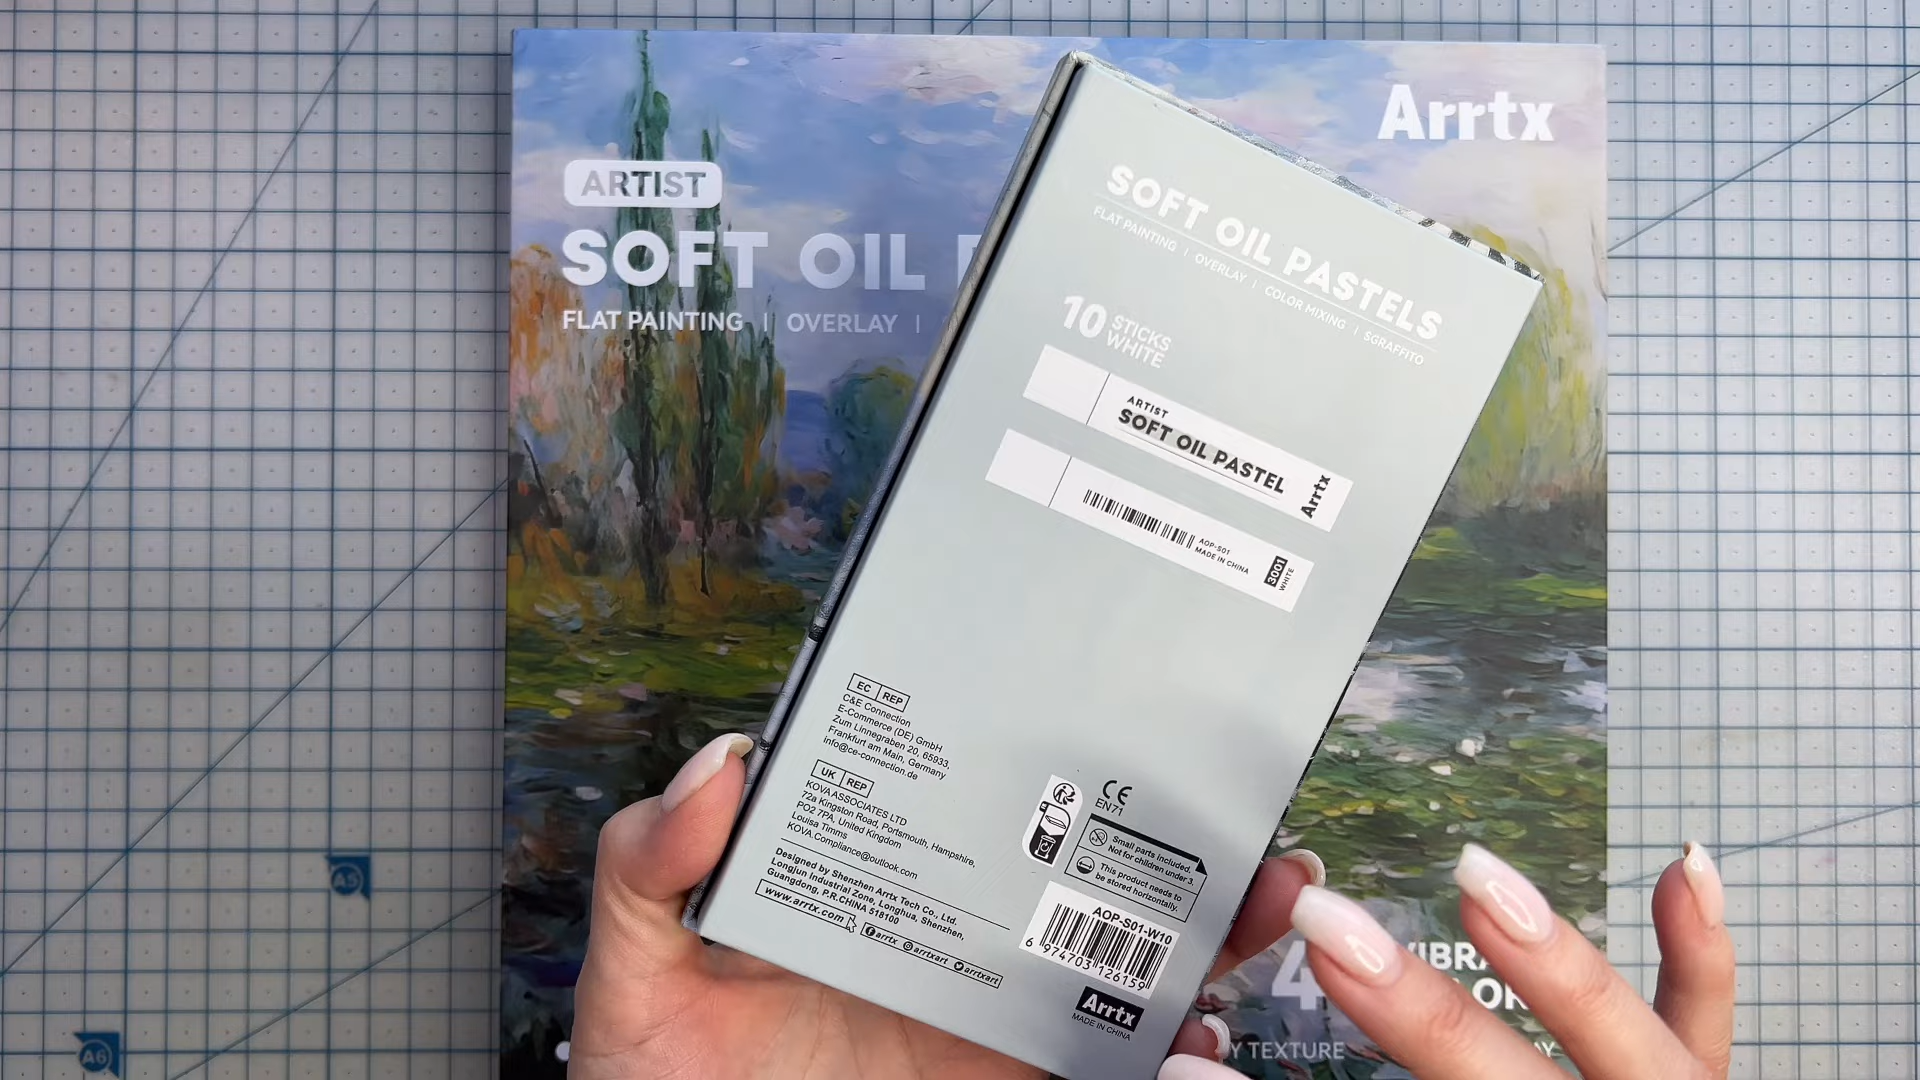 Arrtx
ARTIST
SOFT OIL
FLAT PAINTING | OVERLAY |
SOFT OIL PASTELS
FLAT PAINTING | OVERLAY | COLOR MIXING | SGRAFFITO
10 STICKS
WHITE
ARTIST
SOFT OIL PASTEL
Arrtx
AOP-S01
MADE IN CHINA
3001
WHITE
EC REP
C&E Connection
E-Commerce (DE) GmbH
Zum Linnegraben 20, 65933,
Frankfurt am Main, Germany
info@ce-connection.de
UK REP
KOVA ASSOCIATES LTD
72a Kingston Road, Portsmouth, Hampshire,
PO2 7PA, United Kingdom
Louisa Timms
KOVA.Compliance@outlook.com
Designed by Shenzhen Arrtx Tech Co., Ltd.
Longjun Industrial Zone, Longhua, Shenzhen,
Guangdong, P.R.CHINA 518100
www.arrtx.com
arrtx arrtxart arrtxart
CE
EN71
Small parts included.
Not for children under 3.
This product needs to
be stored horizontally.
AOP-S01-W10
6 974703 126159
Arrtx
MADE IN CHINA
4
TEXTURE
A5
A6